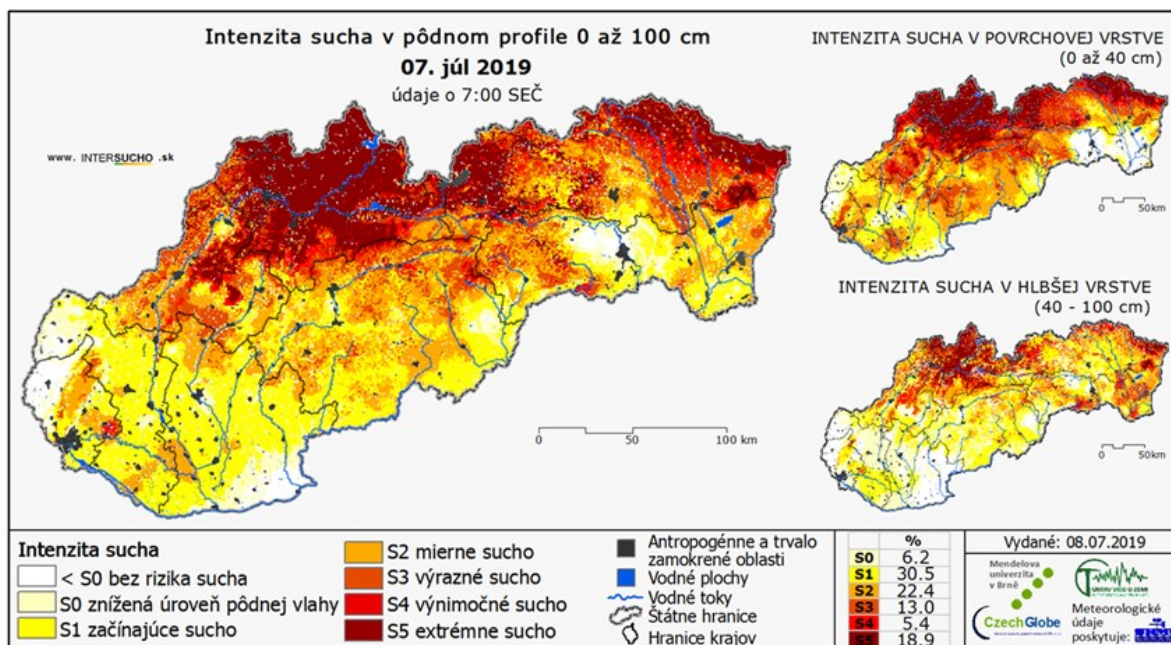 Intenzita sucha v pôdnom profile 0 až 100 cm
07. júl 2019
údaje o 7:00 SEČ
www. INTERSUCHO .sk
0 50 100 km
INTENZITA SUCHA V POVRCHOVEJ VRSTVE
(0 až 40 cm)
0 50km
INTENZITA SUCHA V HLBŠEJ VRSTVE
(40 - 100 cm)
0 50km
Intenzita sucha
< S0 bez rizika sucha
S0 znížená úroveň pôdnej vlahy
S1 začínajúce sucho
S2 mierne sucho
S3 výrazné sucho
S4 výnimočné sucho
S5 extrémne sucho
Antropogénne a trvalo
zamokrené oblasti
Vodné plochy
Vodné toky
Štátne hranice
Hranice krajov
%
S0 6.2
S1 30.5
S2 22.4
S3 13.0
S4 5.4
S5 18.9
Vydané: 08.07.2019
Mendelova
univerzita
v Brně
CzechGlobe
Meteorologické
údaje
poskytuje: